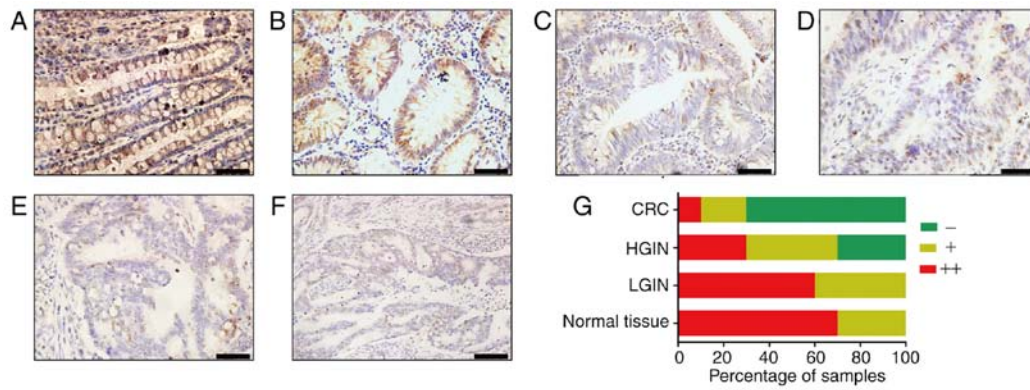 A
B
C
D
E
F
G
CRC
HGIN
LGIN
Normal tissue
0 20 40 60 80 100
Percentage of samples
−
+
++